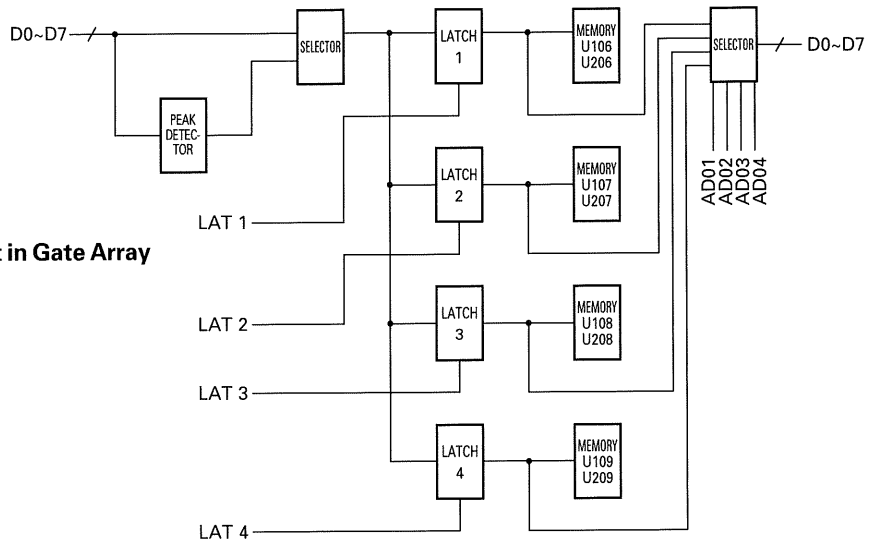 D0~D7
SELECTOR
LATCH
1
MEMORY
U106
U206
SELECTOR
D0~D7
PEAK
DETEC-
TOR
AD01
AD02
AD03
AD04
LAT 1
LATCH
2
MEMORY
U107
U207
in Gate Array
LAT 2
LATCH
3
MEMORY
U108
U208
LAT 3
LATCH
4
MEMORY
U109
U209
LAT 4